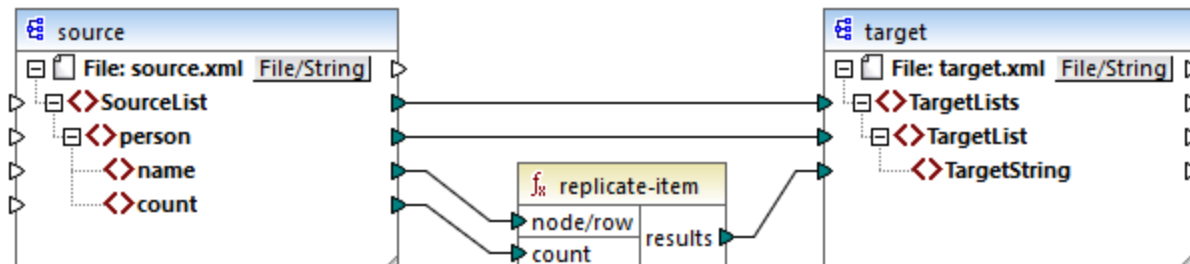 source
File: source.xml File/String
SourceList
person
name
count
fx replicate-item
node/row
count
results
target
File: target.xml File/String
TargetLists
TargetList
TargetString